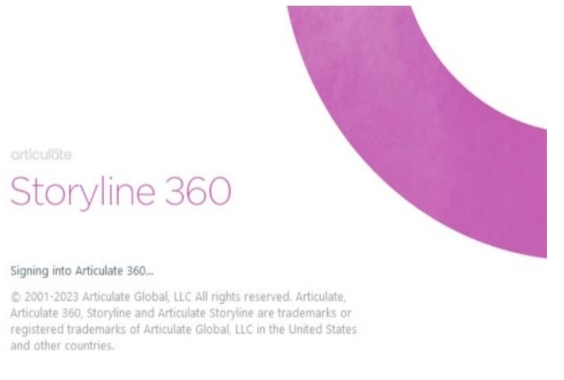 articulate
Storyline 360
Signing into Articulate 360...
© 2001-2023 Articulate Global, LLC All rights reserved. Articulate,
Articulate 360, Storyline and Articulate Storyline are trademarks or
registered trademarks of Articulate Global, LLC in the United States
and other countries.